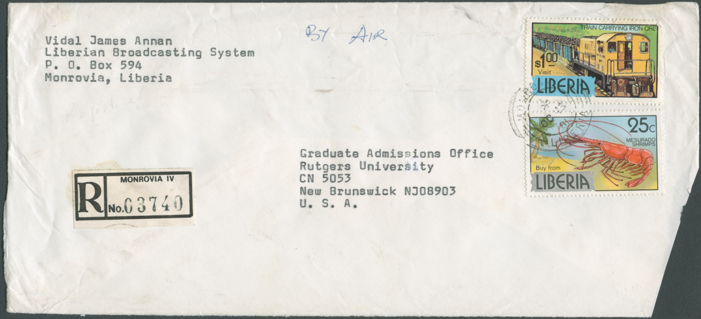 Vidal James Annan
Liberian Broadcasting System
P. O. Box 594
Monrovia, Liberia
BY AIR
TRAIN CARRYING IRON ORE
$1.00
Visit
LIBERIA
25c
MESURADO
SHRIMPS
Buy from
LIBERIA
Graduate Admissions Office
Rutgers University
CN 5053
New Brunswick NJ08903
U. S. A.
R
MONROVIA IV
No. 03740